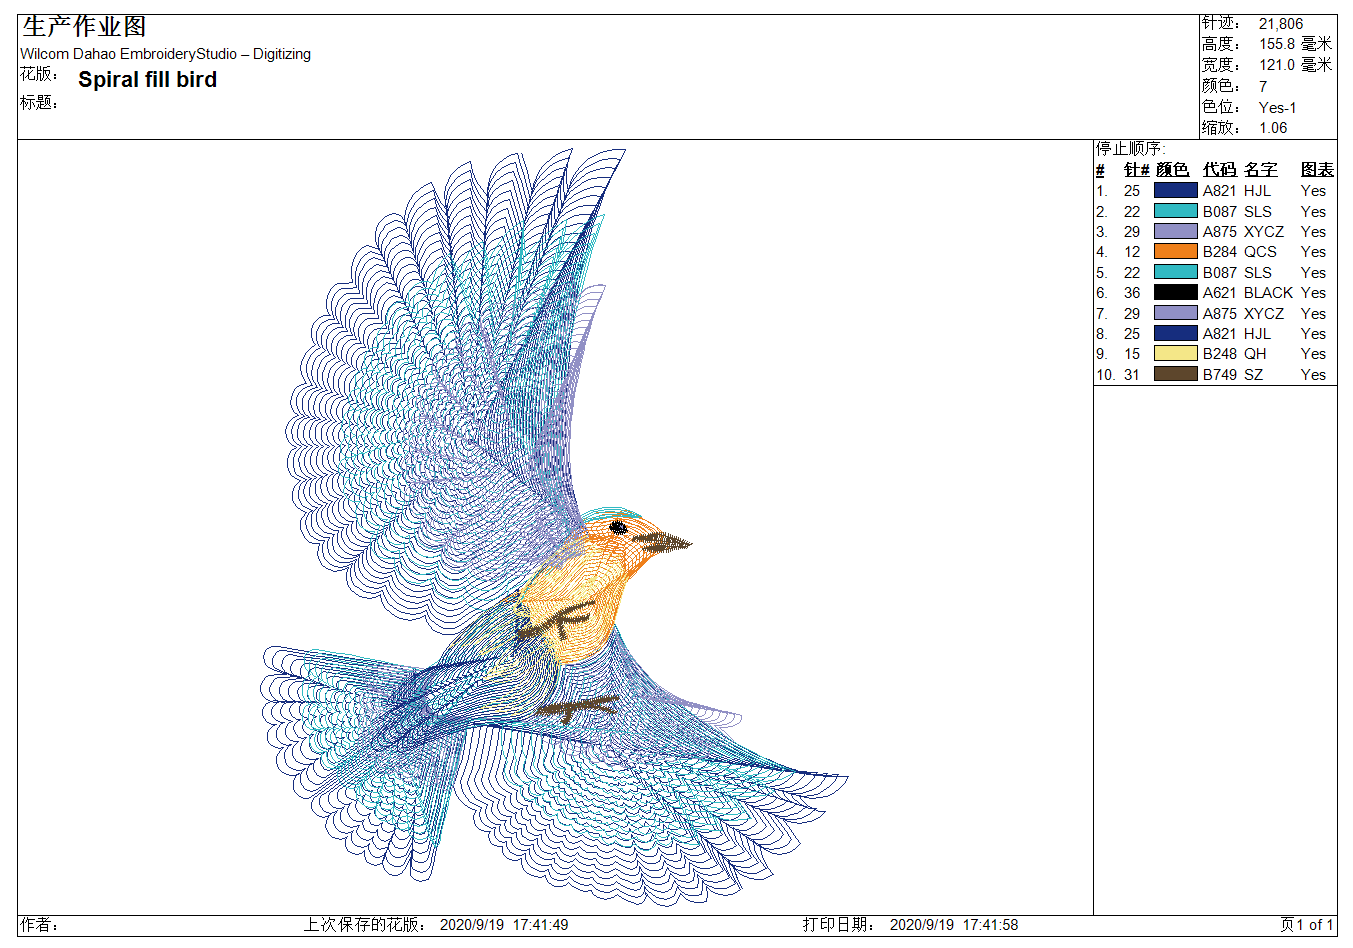 生产作业图
Wilcom Dahao EmbroideryStudio – Digitizing
花版: Spiral fill bird
标题:
针迹: 21,806
高度: 155.8 毫米
宽度: 121.0 毫米
颜色: 7
色位: Yes-1
缩放: 1.06
停止顺序:
# 针# 颜色 代码 名字 图表
1. 25 A821 HJL Yes
2. 22 B087 SLS Yes
3. 29 A875 XYCZ Yes
4. 12 B284 QCS Yes
5. 22 B087 SLS Yes
6. 36 A621 BLACK Yes
7. 29 A875 XYCZ Yes
8. 25 A821 HJL Yes
9. 15 B248 QH Yes
10. 31 B749 SZ Yes
作者: 上次保存的花版: 2020/9/19 17:41:49 打印日期: 2020/9/19 17:41:58 页1 of 1